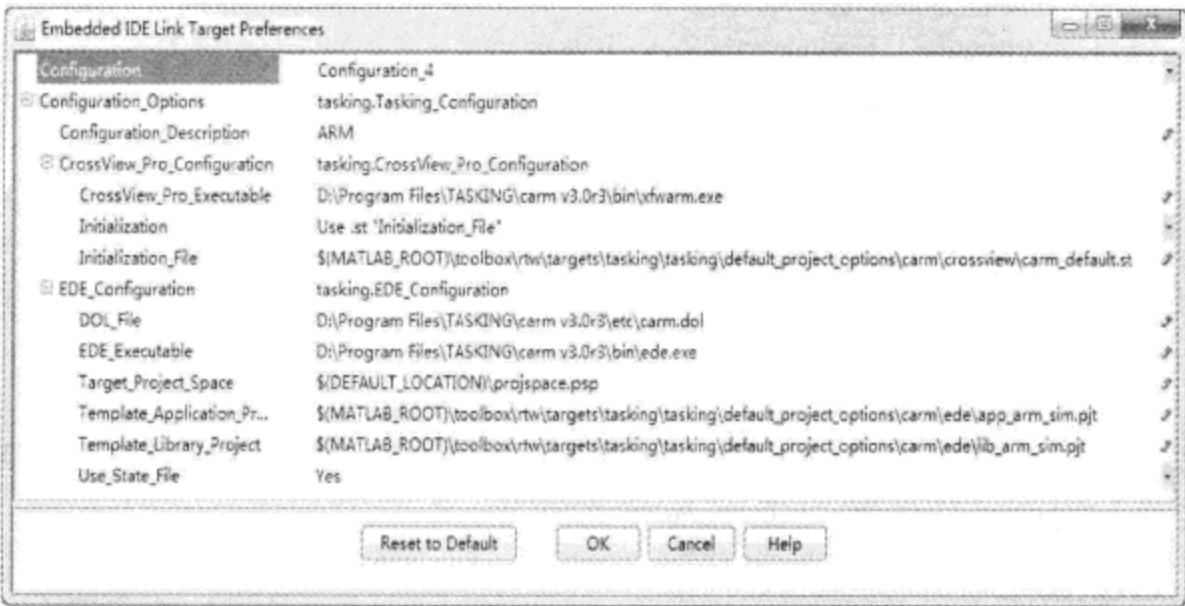 Embedded IDE Link Target Preferences
Configuration Configuration_4
Configuration_Options tasking.Tasking_Configuration
Configuration_Description ARM
CrossView_Pro_Configuration tasking.CrossView_Pro_Configuration
CrossView_Pro_Executable D:\Program Files\TASKING\carm v3.0r3\bin\xfwarm.exe
Initialization Use .st "Initialization_File"
Initialization_File $(MATLAB_ROOT)\toolbox\rtw\targets\tasking\tasking\default_project_options\carm\crossview\carm_default.st
EDE_Configuration tasking.EDE_Configuration
DOL_File D:\Program Files\TASKING\carm v3.0r3\etc\carm.dol
EDE_Executable D:\Program Files\TASKING\carm v3.0r3\bin\ede.exe
Target_Project_Space $(DEFAULT_LOCATION)\projspace.psp
Template_Application_Pr... $(MATLAB_ROOT)\toolbox\rtw\targets\tasking\tasking\default_project_options\carm\ede\app_arm_sim.pjt
Template_Library_Project $(MATLAB_ROOT)\toolbox\rtw\targets\tasking\tasking\default_project_options\carm\ede\lib_arm_sim.pjt
Use_State_File Yes
Reset to Default OK Cancel Help